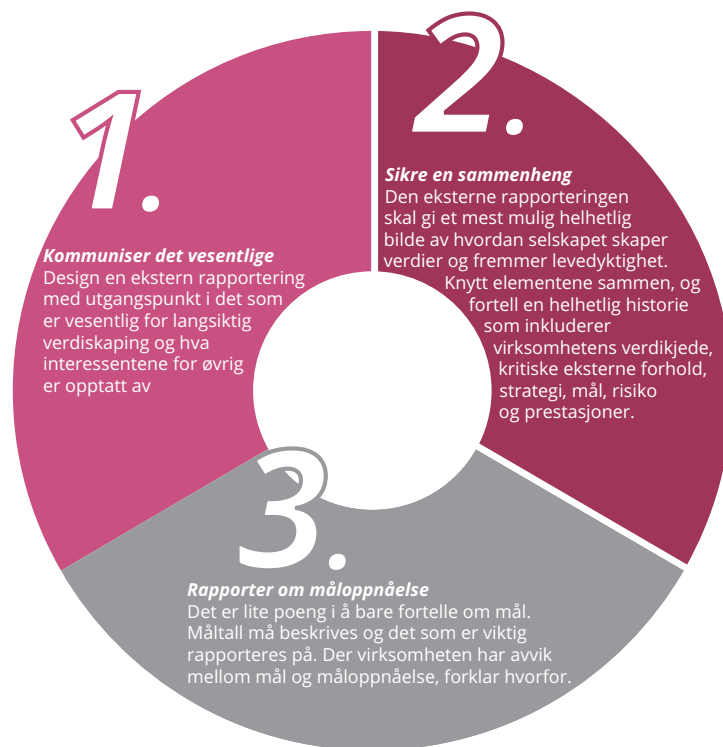 1.
Kommuniser det vesentlige
Design en ekstern rapportering
med utgangspunkt i det som
er vesentlig for langsiktig
verdiskaping og hva
interessentene for øvrig
er opptatt av
2.
Sikre en sammenheng
Den eksterne rapporteringen
skal gi et mest mulig helhetlig
bilde av hvordan selskapet skaper
verdier og fremmer levedyktighet.
Knytt elementene sammen, og
fortell en helhetlig historie
som inkluderer
virksomhetens verdikjede,
kritiske eksterne forhold,
strategi, mål, risiko
og prestasjoner.
3.
Rapporter om måloppnåelse
Det er lite poeng i å bare fortelle om mål.
Måltall må beskrives og det som er viktig
rapporteres på. Der virksomheten har avvik
mellom mål og måloppnåelse, forklar hvorfor.